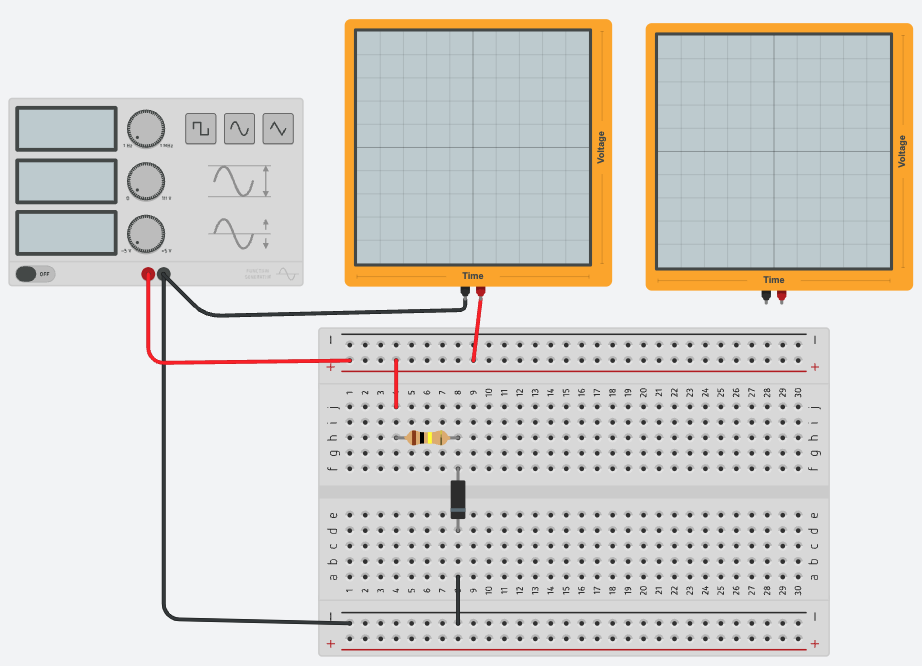 1 Hz
1 MHz
0
10 V
-5 V
+5 V
OFF
FUNCTION
GENERATOR
Voltage
Time
Voltage
Time
− −
+ +
1 2 3 4 5 6 7 8 9 10 11 12 13 14 15 16 17 18 19 20 21 22 23 24 25 26 27 28 29 30
j j
i i
h h
g g
f f
e e
d d
c c
b b
a a
1 2 3 4 5 6 7 8 9 10 11 12 13 14 15 16 17 18 19 20 21 22 23 24 25 26 27 28 29 30
− −
+ +